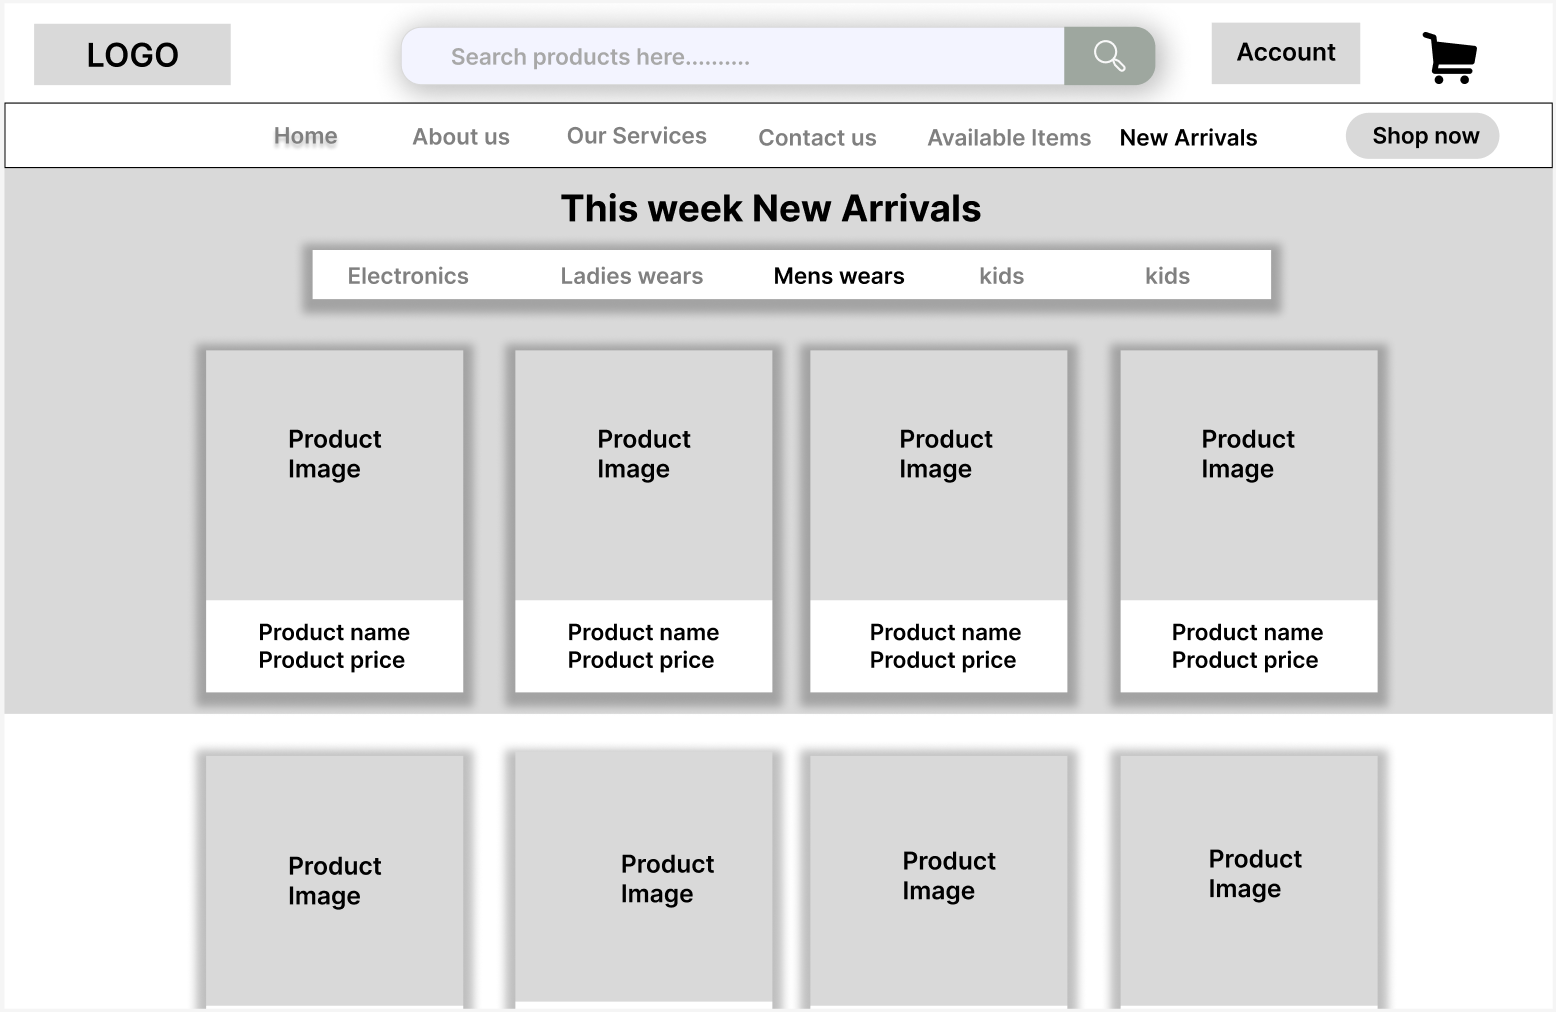 LOGO
Search products here..........
Account
Home About us Our Services Contact us Available Items New Arrivals Shop now
This week New Arrivals
Electronics Ladies wears Mens wears kids kids
Product Product Product Product
Image Image Image Image
Product name Product name Product name Product name
Product price Product price Product price Product price
Product Product Product Product
Image Image Image Image